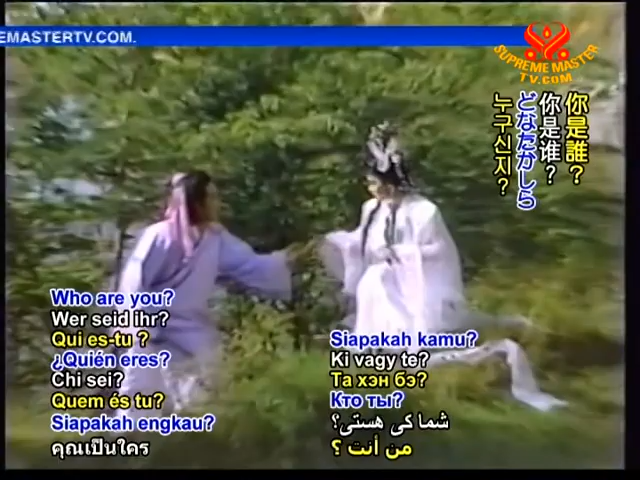 EMASTERTV.COM.
SUPREME MASTER
TV.COM
你是誰？
你是谁？
どなたかしら
누구신지？
Who are you?
Wer seid ihr?
Qui es-tu ?
¿Quién eres?
Chi sei?
Quem és tu?
Siapakah engkau?
คุณเป็นใคร
Siapakah kamu?
Ki vagy te?
Та хэн бэ?
Кто ты?
شما کی هستی؟
من أنت ؟